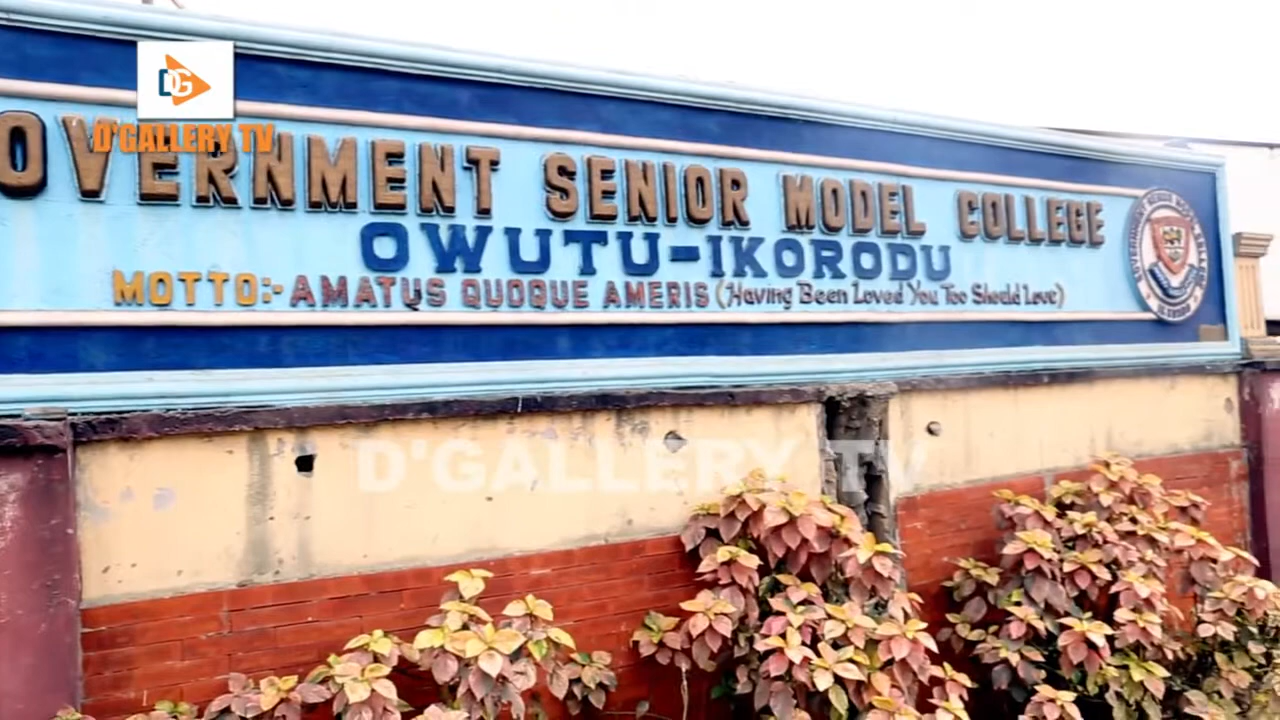 DG
D'GALLERY TV
OVERNMENT SENIOR MODEL COLLEGE
OWUTU-IKORODU
MOTTO:- AMATUS QUOQUE AMERIS (Having Been Loved You Too Should Love)
D'GALLERY TV